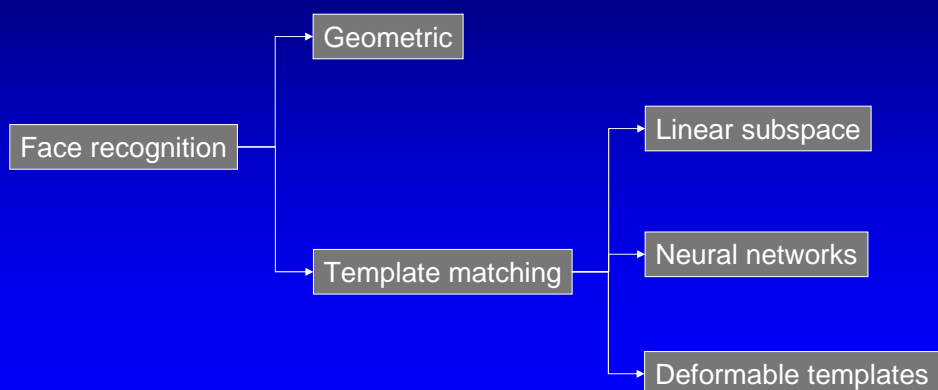 Geometric
Face recognition
Linear subspace
Template matching
Neural networks
Deformable templates